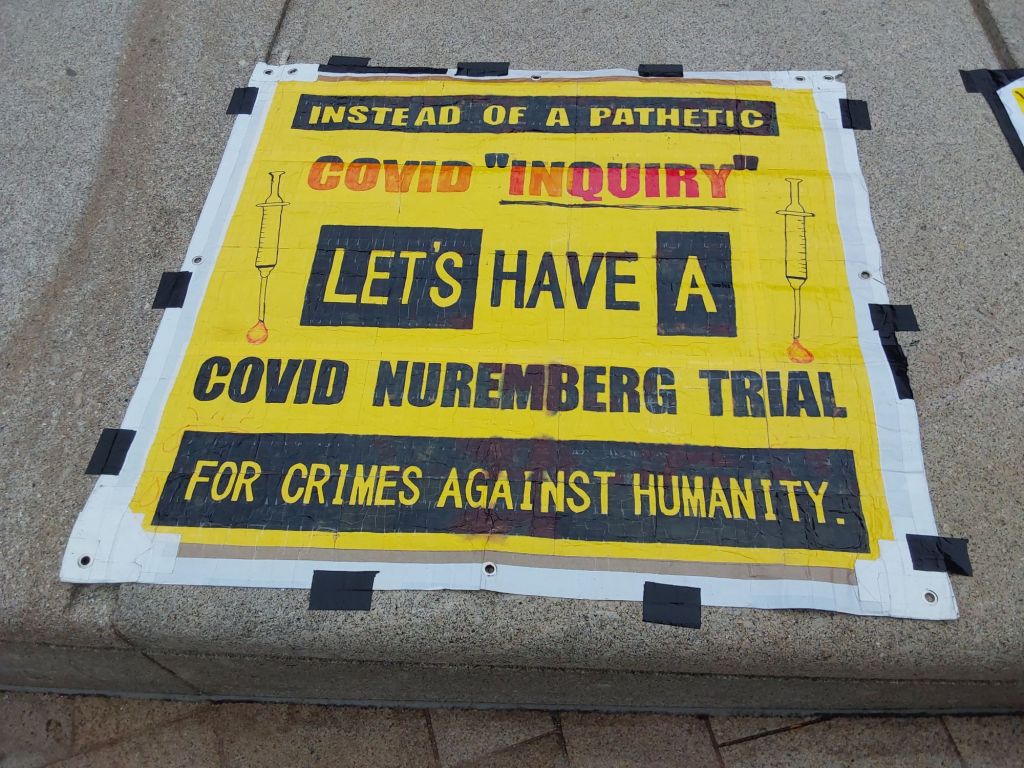 INSTEAD OF A PATHETIC
COVID "INQUIRY"
LET'S HAVE A
COVID NUREMBERG TRIAL
FOR CRIMES AGAINST HUMANITY.